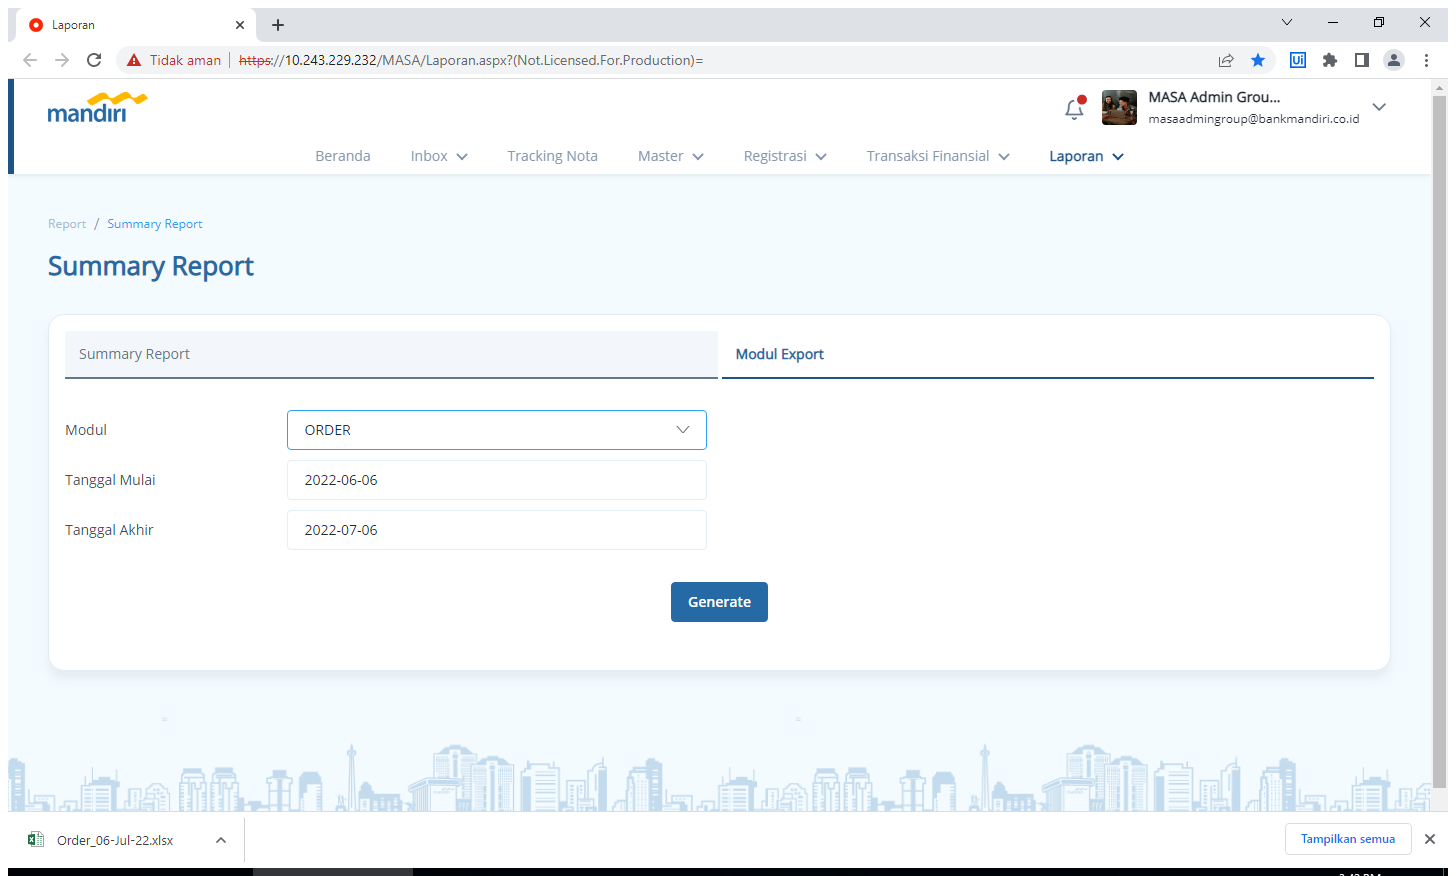 Laporan
Tidak aman https://10.243.229.232/MASA/Laporan.aspx?(Not.Licensed.For.Production)=
mandiri
MASA Admin Grou...
masaadmingroup@bankmandiri.co.id
Beranda Inbox Tracking Nota Master Registrasi Transaksi Finansial Laporan
Report / Summary Report
Summary Report
Summary Report Modul Export
Modul ORDER
Tanggal Mulai 2022-06-06
Tanggal Akhir 2022-07-06
Generate
Order_06-Jul-22.xlsx
Tampilkan semua